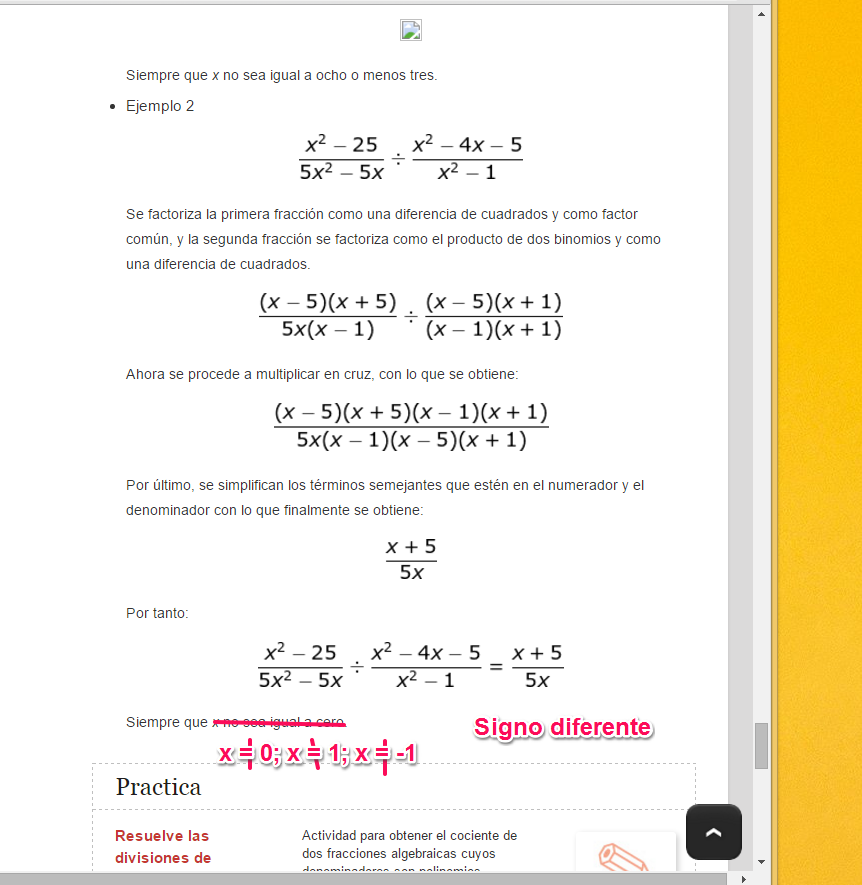 Siempre que x no sea igual a ocho o menos tres.
• Ejemplo 2
x² – 25 / 5x² – 5x ÷ x² – 4x – 5 / x² – 1
Se factoriza la primera fracción como una diferencia de cuadrados y como factor
común, y la segunda fracción se factoriza como el producto de dos binomios y como
una diferencia de cuadrados.
(x – 5)(x + 5) / 5x(x – 1) ÷ (x – 5)(x + 1) / (x – 1)(x + 1)
Ahora se procede a multiplicar en cruz, con lo que se obtiene:
(x – 5)(x + 5)(x – 1)(x + 1) / 5x(x – 1)(x – 5)(x + 1)
Por último, se simplifican los términos semejantes que estén en el numerador y el
denominador con lo que finalmente se obtiene:
x + 5 / 5x
Por tanto:
x² – 25 / 5x² – 5x ÷ x² – 4x – 5 / x² – 1 = x + 5 / 5x
Siempre que x no sea igual a cero.
Signo diferente
x ≠ 0; x ≠ 1; x ≠ -1
Practica
Resuelve las
divisiones de
Actividad para obtener el cociente de
dos fracciones algebraicas cuyos
denominadores son polinomios